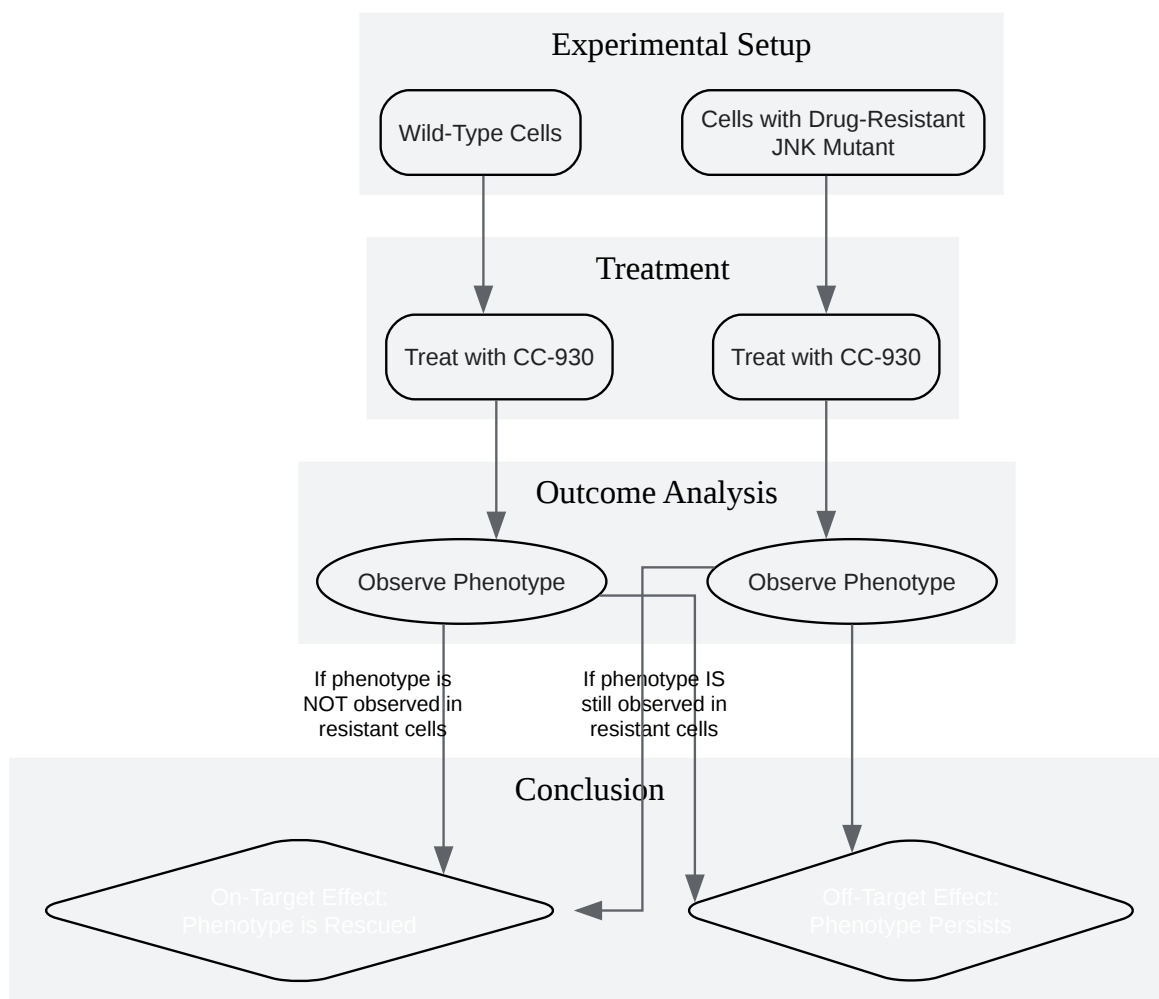 Experimental Setup
Wild-Type Cells
Cells with Drug-Resistant
JNK Mutant
Treatment
Treat with CC-930
Treat with CC-930
Outcome Analysis
Observe Phenotype
Observe Phenotype
If phenotype is
NOT observed in
resistant cells
If phenotype IS
still observed in
resistant cells
Conclusion
On-Target Effect:
Phenotype is Rescued
Off-Target Effect:
Phenotype Persists